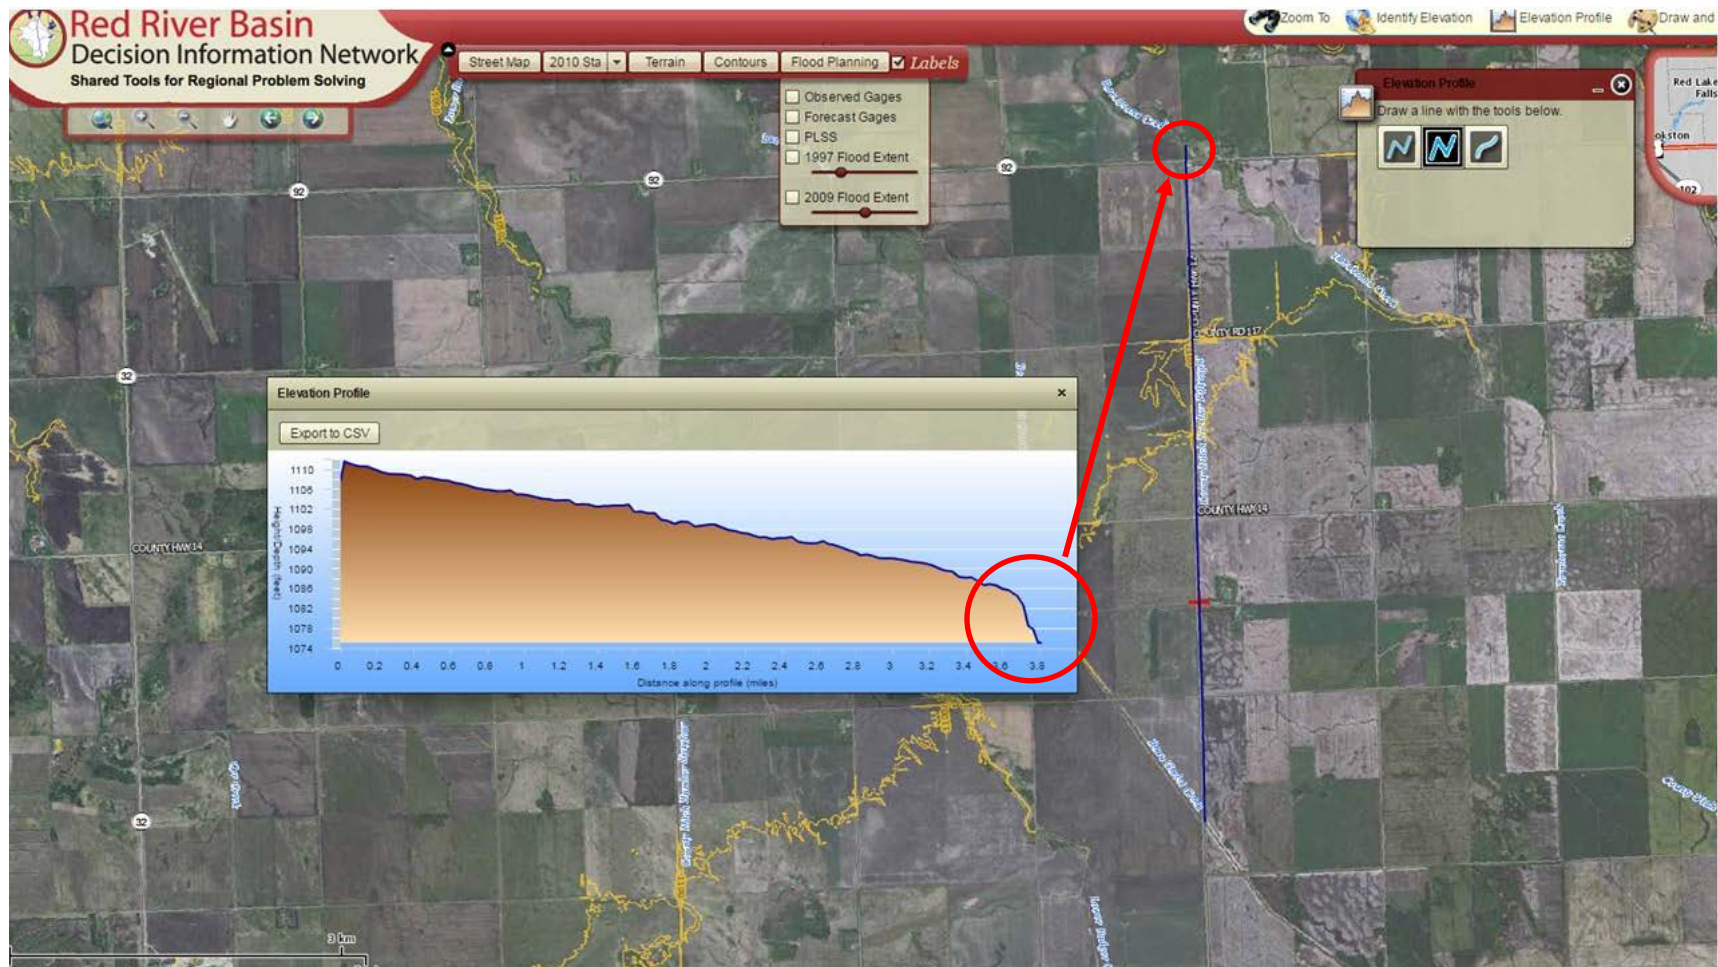 Red River Basin
Decision Information Network
Shared Tools for Regional Problem Solving
Zoom To
Identify Elevation
Elevation Profile
Draw and
Street Map
2010 Sta
Terrain
Contours
Flood Planning
Labels
Observed Gages
Forecast Gages
PLSS
1997 Flood Extent
2009 Flood Extent
Elevation Profile
Draw a line with the tools below.
Red Lake
Falls
okston
102
92
92
92
32
COUNTY HWY 14
COUNTY HWY 14
32
3 km
Elevation Profile
Export to CSV
1110
1106
1102
1098
1094
1090
1086
1082
1078
1074
Height/Depth (feet)
0 0.2 0.4 0.6 0.8 1 1.2 1.4 1.6 1.8 2 2.2 2.4 2.6 2.8 3 3.2 3.4 3.6 3.8
Distance along profile (miles)